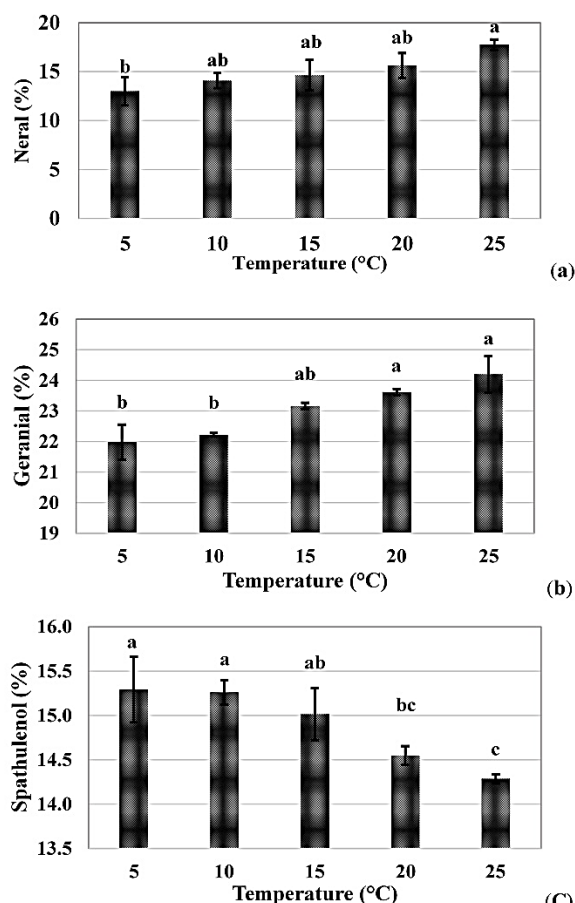 20
15
10
5
0
Neral (%)
b
ab
ab
ab
a
5 10 15 20 25
Temperature (°C)
(a)
26
25
24
23
22
21
20
19
Geranial (%)
b
b
ab
a
a
5 10 15 20 25
Temperature (°C)
(b)
16.0
15.5
15.0
14.5
14.0
13.5
Spathulenol (%)
a
a
ab
bc
c
5 10 15 20 25
Temperature (°C)
(C)